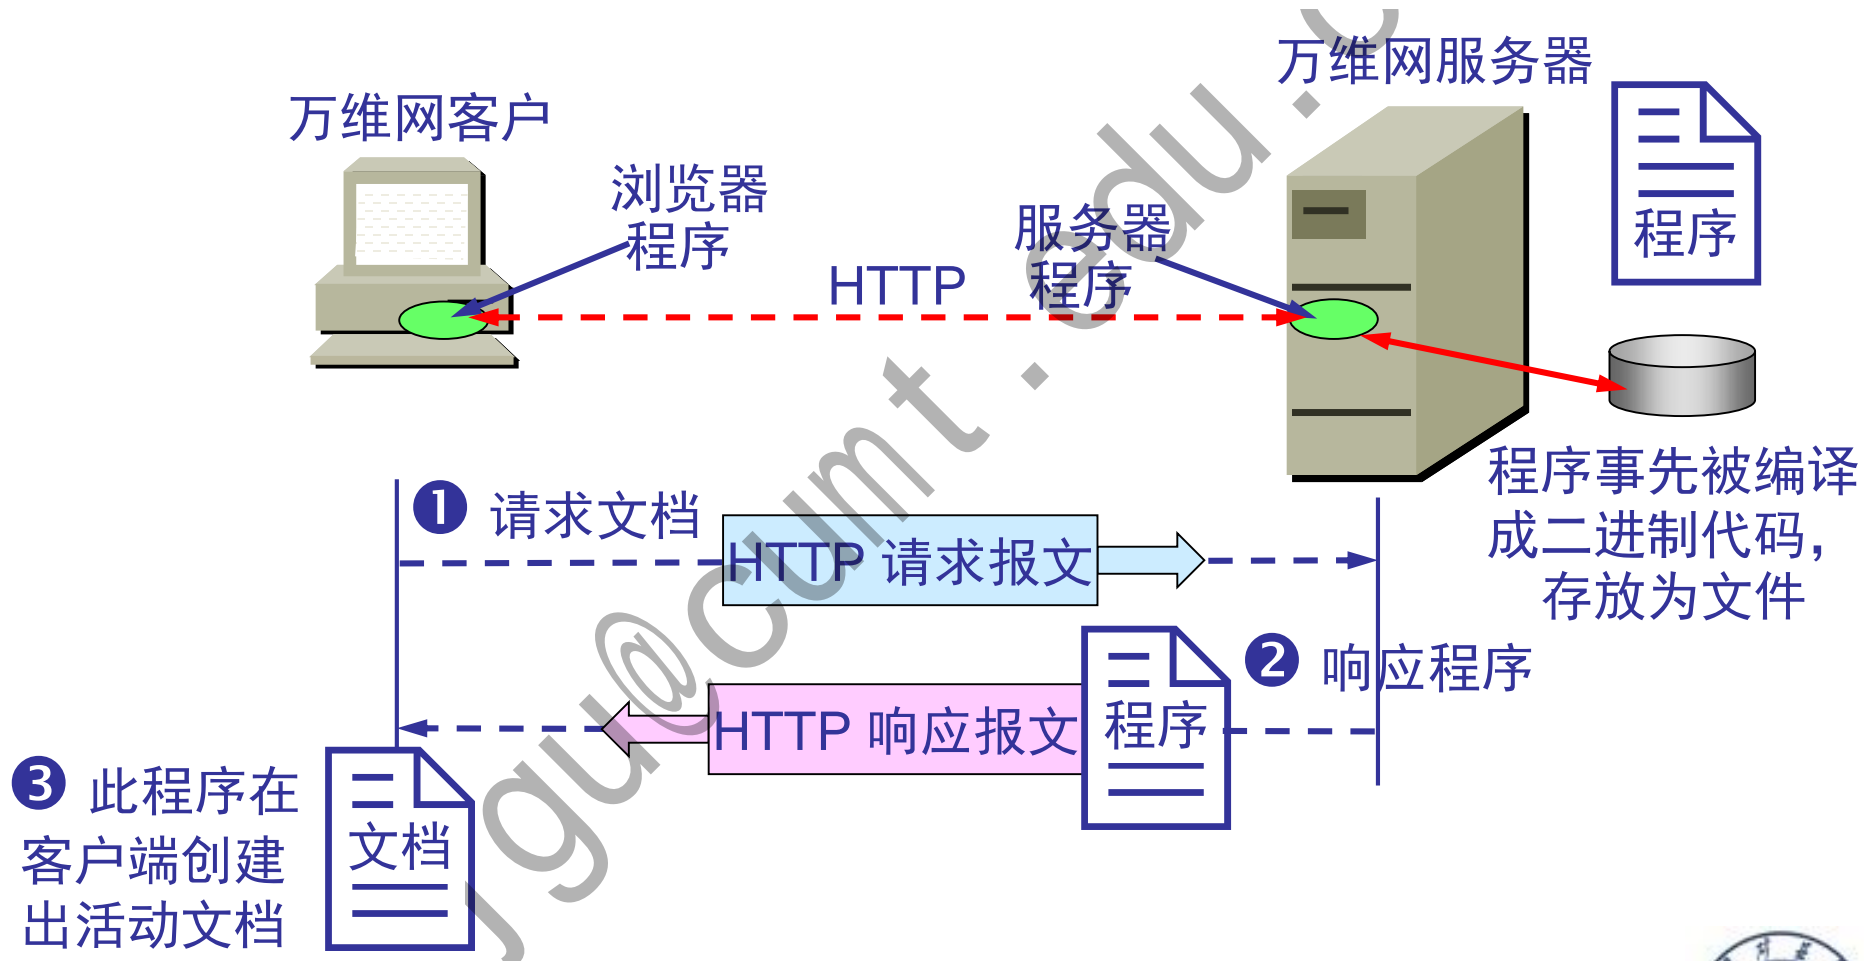 万维网客户
万维网服务器
浏览器
程序
服务器
程序
HTTP
程序
程序事先被编译
成二进制代码，
存放为文件
❶ 请求文档
HTTP 请求报文
❷ 响应程序
HTTP 响应报文
程序
❸ 此程序在
客户端创建
出活动文档
文档
jgu@cumt.edu.c